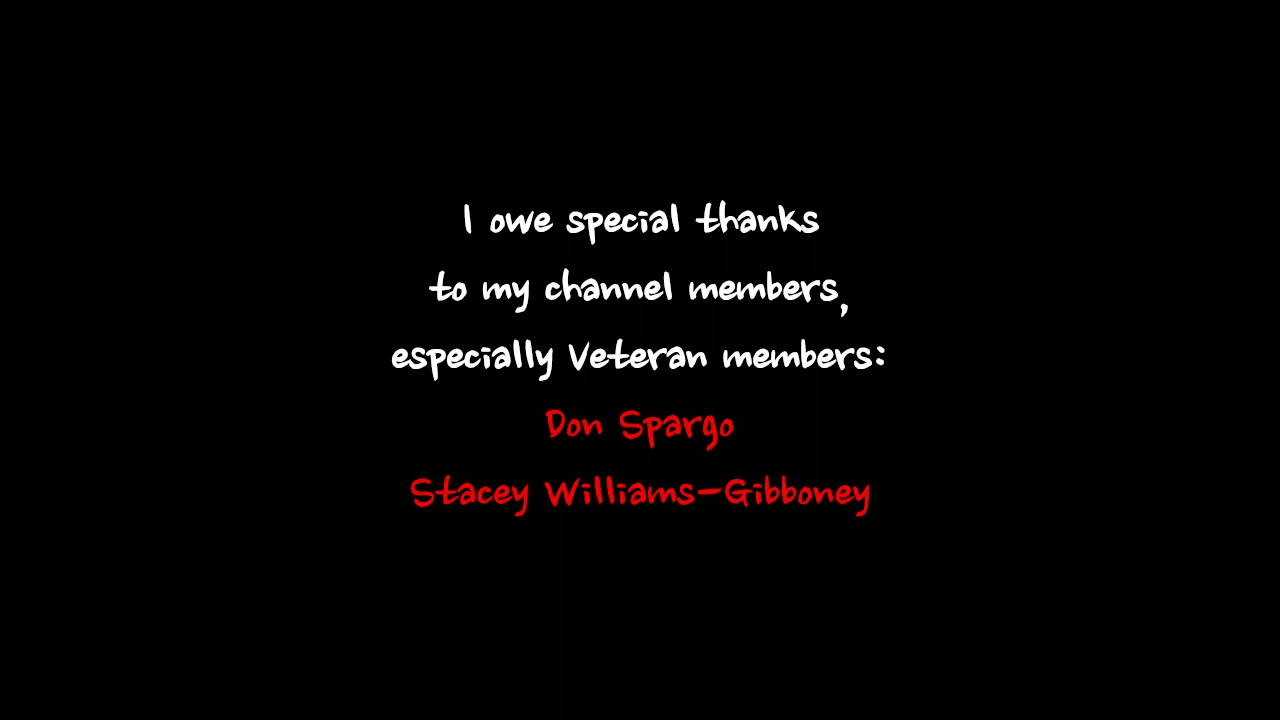 I owe special thanks
to my channel members,
especially Veteran members:
Don Spargo
Stacey Williams-Gibboney